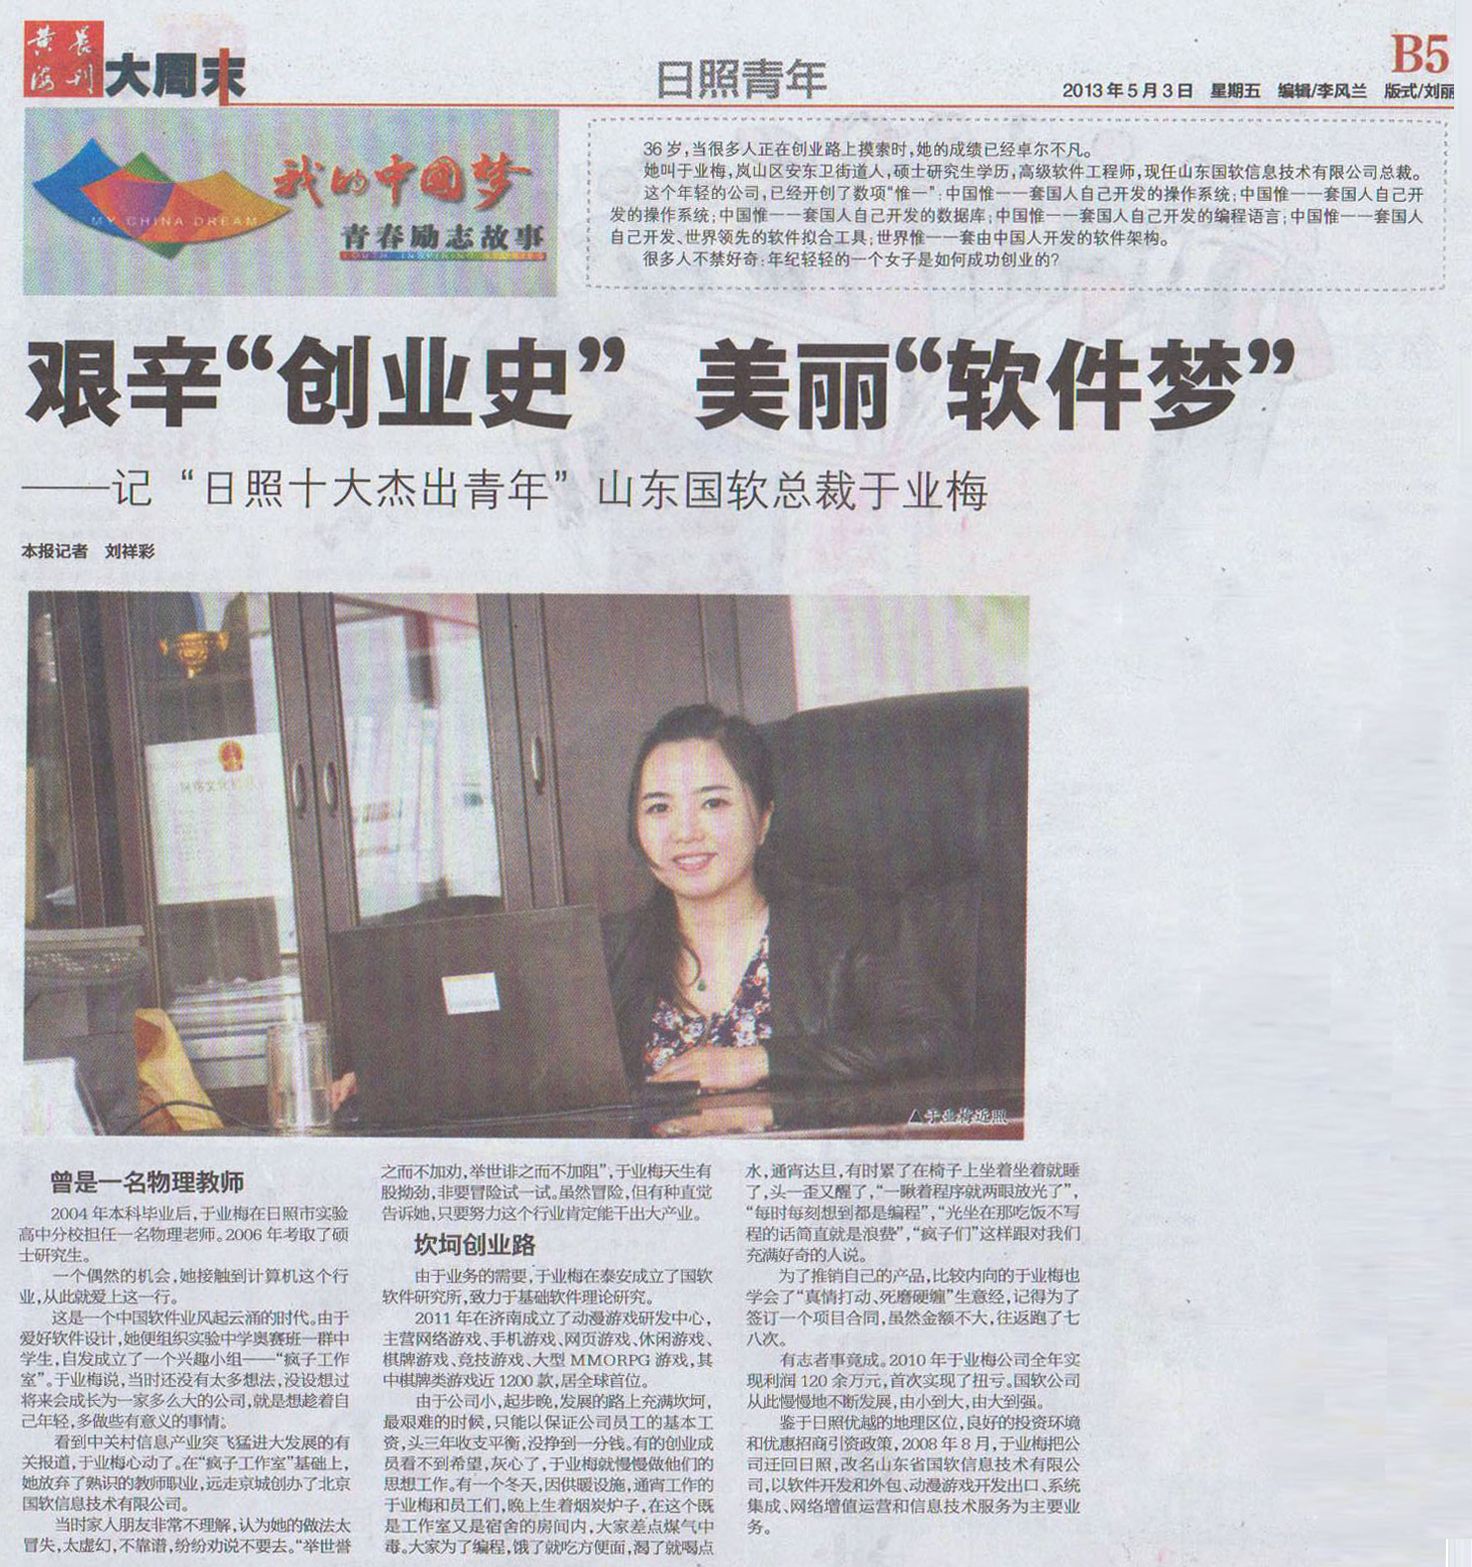 黄海晨刊
大周末
日照青年
B5
2013年5月3日 星期五 编辑/李风兰 版式/刘丽
我的中国梦
MY CHINA DREAM
青春励志故事
YOUTH INSPIRING STORIES
36岁,当很多人正在创业路上摸索时,她的成绩已经卓尔不凡。
她叫于业梅,岚山区安东卫街道人,硕士研究生学历,高级软件工程师,现任山东国软信息技术有限公司总裁。
这个年轻的公司,已经开创了数项“惟一”:中国惟一一套国人自己开发的操作系统;中国惟一一套国人自己开
发的操作系统;中国惟一一套国人自己开发的数据库;中国惟一一套国人自己开发的编程语言;中国惟一一套国人
自己开发、世界领先的软件拟合工具;世界惟一一套由中国人开发的软件架构。
很多人不禁好奇:年纪轻轻的一个女子是如何成功创业的?
艰辛“创业史” 美丽“软件梦”
——记“日照十大杰出青年”山东国软总裁于业梅
本报记者 刘祥彩
▲于业梅近照
曾是一名物理教师
2004年本科毕业后,于业梅在日照市实验
高中分校担任一名物理老师。2006年考取了硕
士研究生。
一个偶然的机会,她接触到计算机这个行
业,从此就爱上这一行。
这是一个中国软件业风起云涌的时代。由于
爱好软件设计,她便组织实验中学奥赛班一群中
学生,自发成立了一个兴趣小组——“疯子工作
室”。于业梅说,当时还没有太多想法,没设想过
将来会成长为一家多么大的公司,就是想趁着自
己年轻,多做些有意义的事情。
看到中关村信息产业突飞猛进大发展的有
关报道,于业梅心动了。在“疯子工作室”基础上,
她放弃了熟识的教师职业,远走京城创办了北京
国软信息技术有限公司。
当时家人朋友非常不理解,认为她的做法太
冒失,太虚幻,不靠谱,纷纷劝说不要去。“举世誉
之而不加劝,举世诽之而不加阻”,于业梅天生有
股拗劲,非要冒险试一试。虽然冒险,但有种直觉
告诉她,只要努力这个行业肯定能干出大产业。
坎坷创业路
由于业务的需要,于业梅在泰安成立了国软
软件研究所,致力于基础软件理论研究。
2011年在济南成立了动漫游戏研发中心,
主营网络游戏、手机游戏、网页游戏、休闲游戏、
棋牌游戏、竞技游戏、大型MMORPG游戏,其
中棋牌类游戏近1200款,居全球首位。
由于公司小,起步晚,发展的路上充满坎坷,
最艰难的时候,只能以保证公司员工的基本工
资,头三年收支平衡,没挣到一分钱。有的创业成
员看不到希望,灰心了,于业梅就慢慢做他们的
思想工作。有一个冬天,因供暖设施,通宵工作的
于业梅和员工们,晚上生着烟炭炉子,在这个既
是工作室又是宿舍的房间内,大家差点煤气中
毒。大家为了编程,饿了就吃方便面,渴了就喝点
水,通宵达旦,有时累了在椅子上坐着坐着就睡
了,头一歪又醒了,“一瞅着程序就两眼放光了”,
“每时每刻想到都是编程”,“光坐在那吃饭不写
程的话简直就是浪费”,“疯子们”这样跟对我们
充满好奇的人说。
为了推销自己的产品,比较内向的于业梅也
学会了“真情打动、死磨硬缠”生意经,记得为了
签订一个项目合同,虽然金额不大,往返跑了七
八次。
有志者事竟成。2010年于业梅公司全年实
现利润120余万元,首次实现了扭亏。国软公司
从此慢慢地不断发展,由小到大,由大到强。
鉴于日照优越的地理区位,良好的投资环境
和优惠招商引资政策,2008年8月,于业梅把公
司迁回日照,改名山东省国软信息技术有限公
司,以软件开发和外包、动漫游戏开发出口、系统
集成、网络增值运营和信息技术服务为主要业
务。